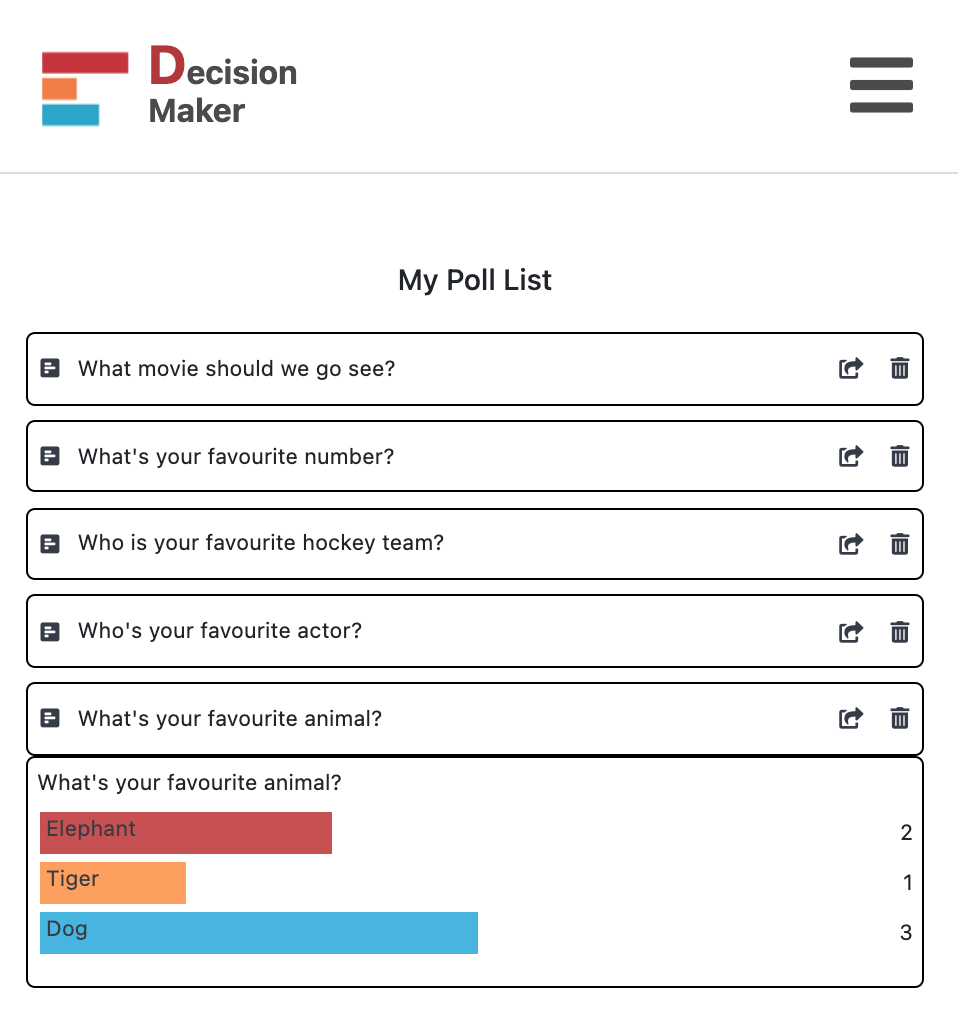 Decision
Maker
My Poll List
What movie should we go see?
What's your favourite number?
Who is your favourite hockey team?
Who's your favourite actor?
What's your favourite animal?
What's your favourite animal?
Elephant 2
Tiger 1
Dog 3